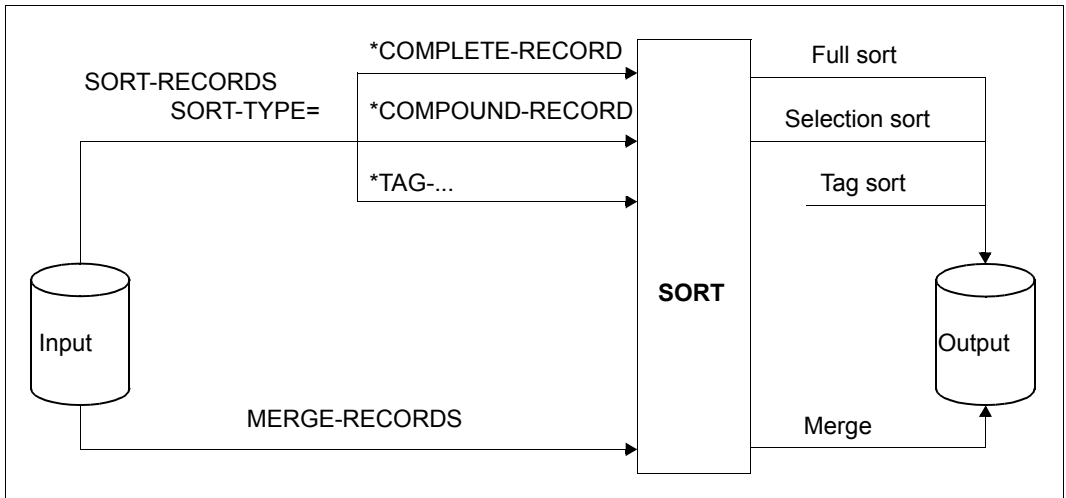 *COMPLETE-RECORD
Full sort
SORT-RECORDS
SORT-TYPE=
*COMPOUND-RECORD
Selection sort
*TAG-...
Tag sort
SORT
Input
Output
MERGE-RECORDS
Merge